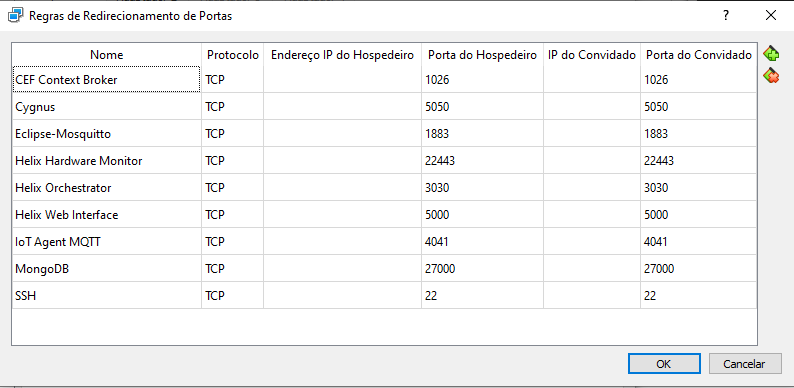 Regras de Redirecionamento de Portas
Nome Protocolo Endereço IP do Hospedeiro Porta do Hospedeiro IP do Convidado Porta do Convidado
CEF Context Broker TCP 1026 1026
Cygnus TCP 5050 5050
Eclipse-Mosquitto TCP 1883 1883
Helix Hardware Monitor TCP 22443 22443
Helix Orchestrator TCP 3030 3030
Helix Web Interface TCP 5000 5000
IoT Agent MQTT TCP 4041 4041
MongoDB TCP 27000 27000
SSH TCP 22 22
OK Cancelar